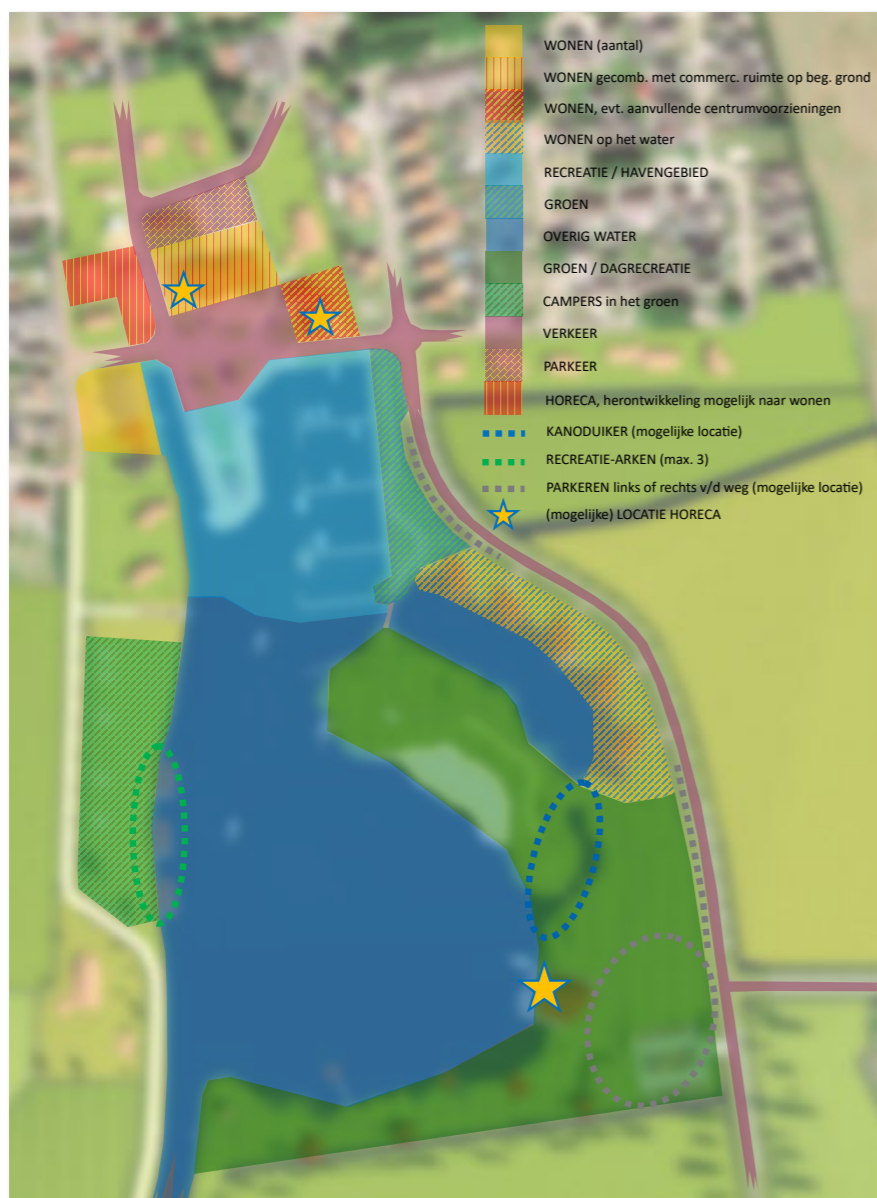 WONEN (aantal)
WONEN gecomb. met commerc. ruimte op beg. grond
WONEN, evt. aanvullende centrumvoorzieningen
WONEN op het water
RECREATIE / HAVENGEBIED
GROEN
OVERIG WATER
GROEN / DAGRECREATIE
CAMPERS in het groen
VERKEER
PARKEER
HORECA, herontwikkeling mogelijk naar wonen
KANODUIKER (mogelijke locatie)
RECREATIE-ARKEN (max. 3)
PARKEREN links of rechts v/d weg (mogelijke locatie)
(mogelijke) LOCATIE HORECA